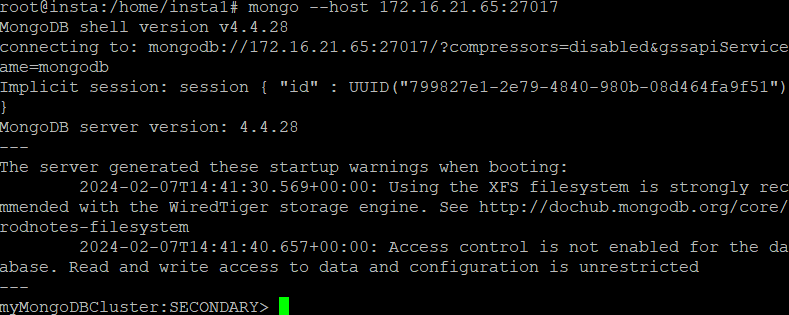 root@insta:/home/insta1# mongo --host 172.16.21.65:27017
MongoDB shell version v4.4.28
connecting to: mongodb://172.16.21.65:27017/?compressors=disabled&gssapiService
ame=mongodb
Implicit session: session { "id" : UUID("799827e1-2e79-4840-980b-08d464fa9f51")
}
MongoDB server version: 4.4.28
---
The server generated these startup warnings when booting:
2024-02-07T14:41:30.569+00:00: Using the XFS filesystem is strongly rec
mmended with the WiredTiger storage engine. See http://dochub.mongodb.org/core/
rodnotes-filesystem
2024-02-07T14:41:40.657+00:00: Access control is not enabled for the da
abase. Read and write access to data and configuration is unrestricted
---
myMongoDBCluster:SECONDARY>